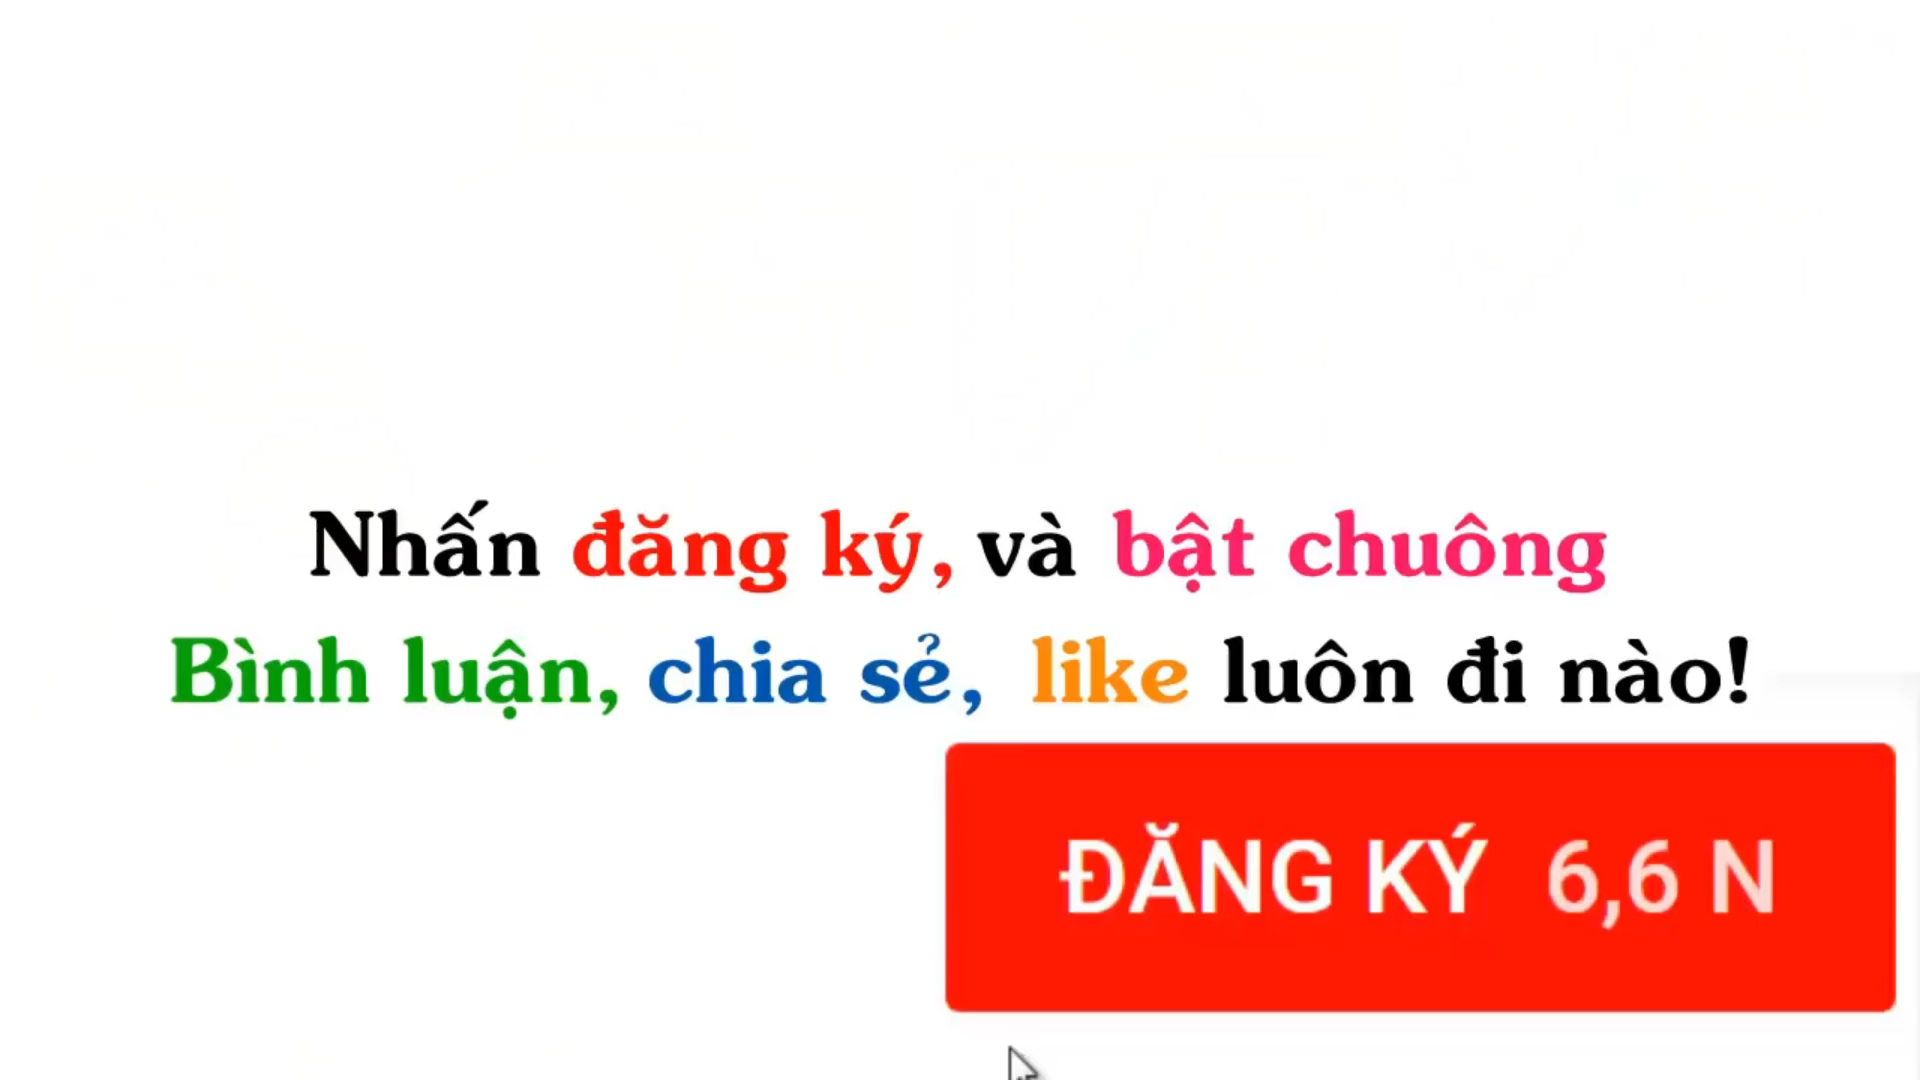 Nhấn đăng ký, và bật chuông
Bình luận, chia sẻ, like luôn đi nào!
ĐĂNG KÝ 6,6 N